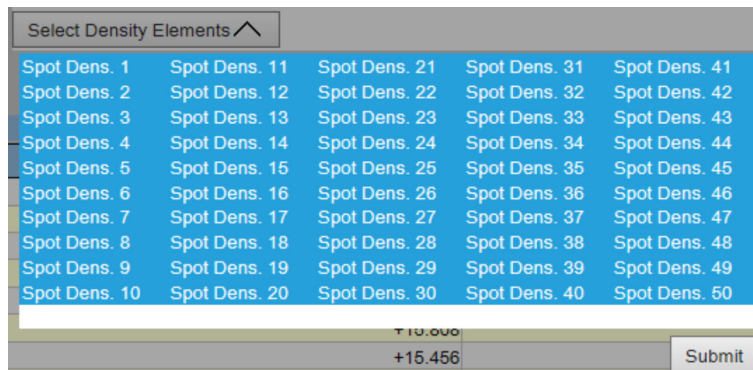 Select Density Elements
Spot Dens. 1 Spot Dens. 11 Spot Dens. 21 Spot Dens. 31 Spot Dens. 41
Spot Dens. 2 Spot Dens. 12 Spot Dens. 22 Spot Dens. 32 Spot Dens. 42
Spot Dens. 3 Spot Dens. 13 Spot Dens. 23 Spot Dens. 33 Spot Dens. 43
Spot Dens. 4 Spot Dens. 14 Spot Dens. 24 Spot Dens. 34 Spot Dens. 44
Spot Dens. 5 Spot Dens. 15 Spot Dens. 25 Spot Dens. 35 Spot Dens. 45
Spot Dens. 6 Spot Dens. 16 Spot Dens. 26 Spot Dens. 36 Spot Dens. 46
Spot Dens. 7 Spot Dens. 17 Spot Dens. 27 Spot Dens. 37 Spot Dens. 47
Spot Dens. 8 Spot Dens. 18 Spot Dens. 28 Spot Dens. 38 Spot Dens. 48
Spot Dens. 9 Spot Dens. 19 Spot Dens. 29 Spot Dens. 39 Spot Dens. 49
Spot Dens. 10 Spot Dens. 20 Spot Dens. 30 Spot Dens. 40 Spot Dens. 50
+15.808
+15.456 Submit